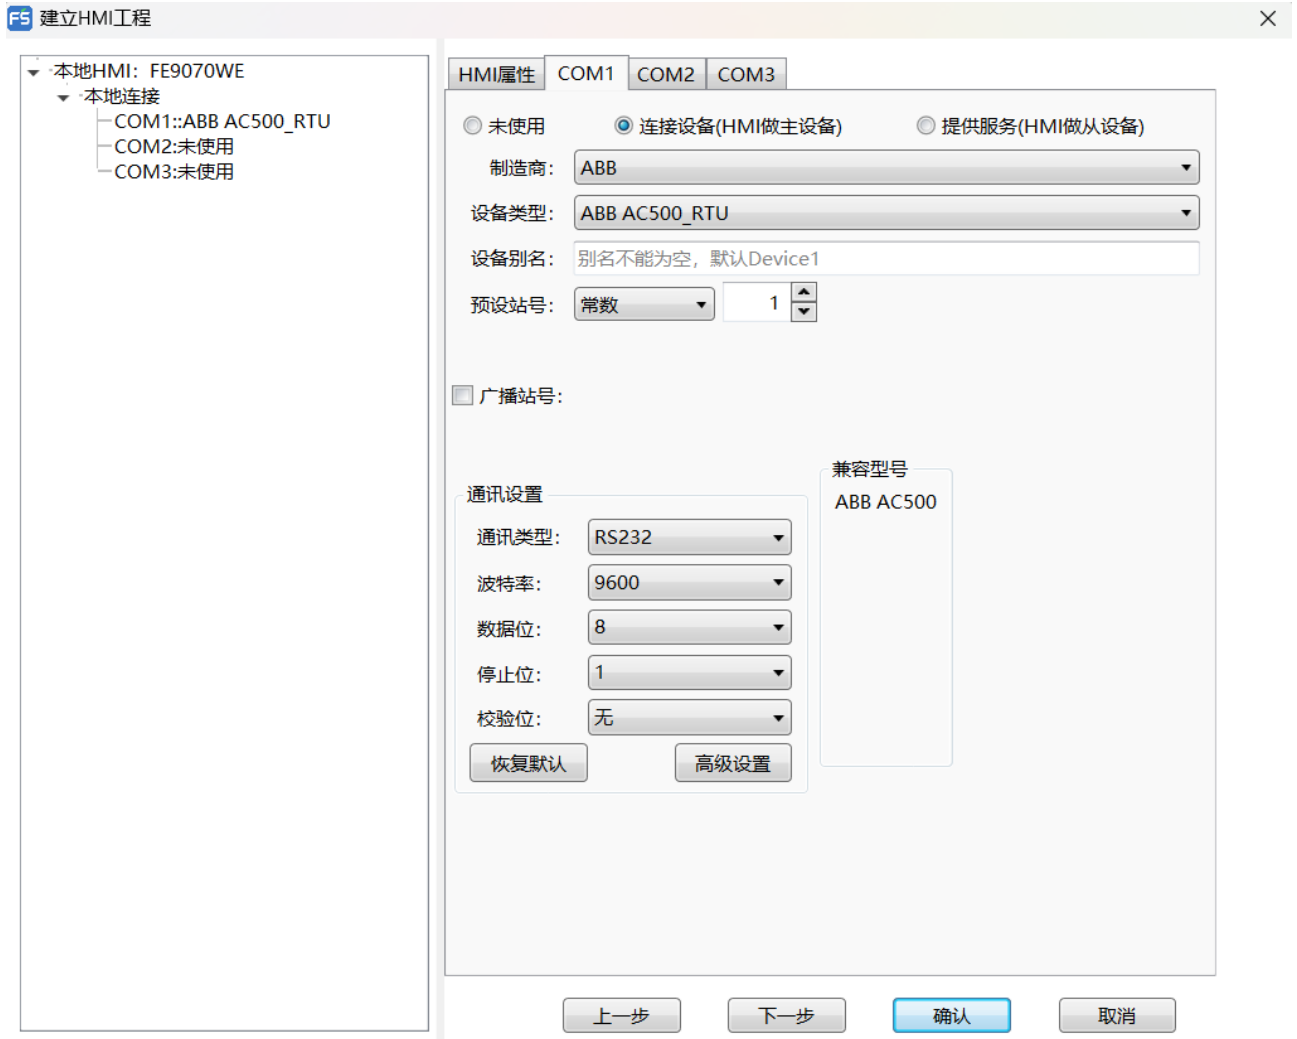 FS 建立HMI工程
本地HMI：FE9070WE
本地连接
COM1::ABB AC500_RTU
COM2:未使用
COM3:未使用
HMI属性 COM1 COM2 COM3
未使用 连接设备(HMI做主设备) 提供服务(HMI做从设备)
制造商： ABB
设备类型： ABB AC500_RTU
设备别名： 别名不能为空，默认Device1
预设站号： 常数 1
广播站号：
通讯设置
通讯类型： RS232
波特率： 9600
数据位： 8
停止位： 1
校验位： 无
恢复默认 高级设置
兼容型号
ABB AC500
上一步 下一步 确认 取消